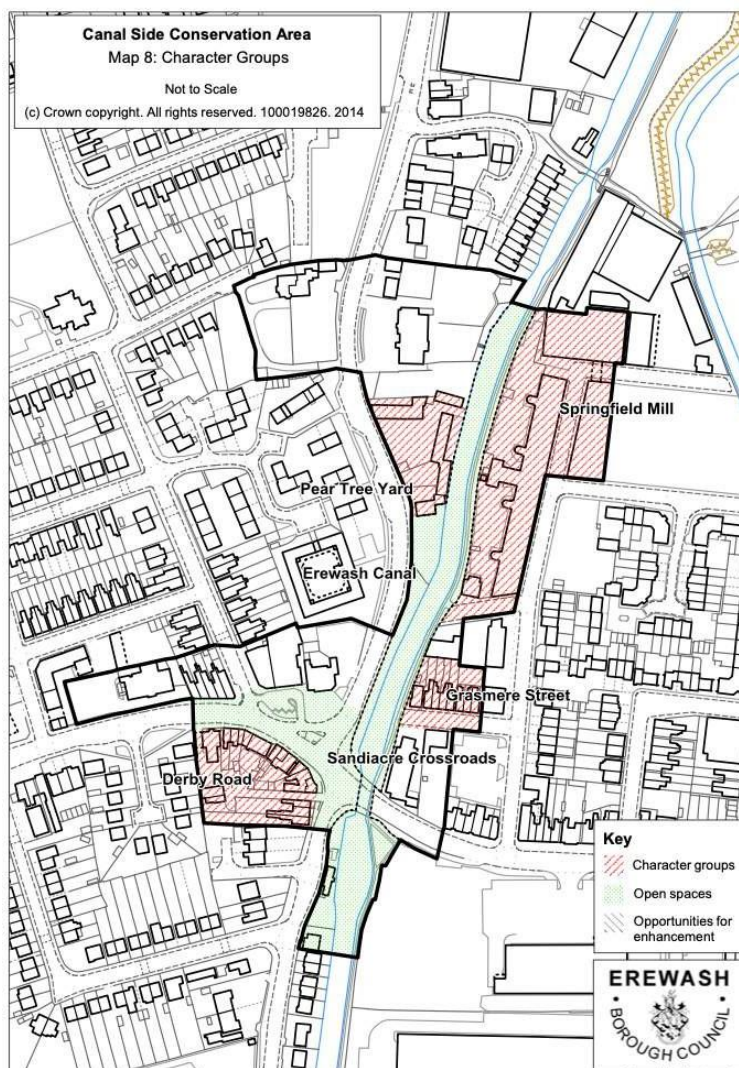 Canal Side Conservation Area
Map 8: Character Groups
Not to Scale
(c) Crown copyright. All rights reserved. 100019826. 2014
Springfield Mill
Pear Tree Yard
Erewash Canal
Grasmere Street
Sandiacre Crossroads
Derby Road
Key
Character groups
Open spaces
Opportunities for
enhancement
EREWASH
BOROUGH COUNCIL